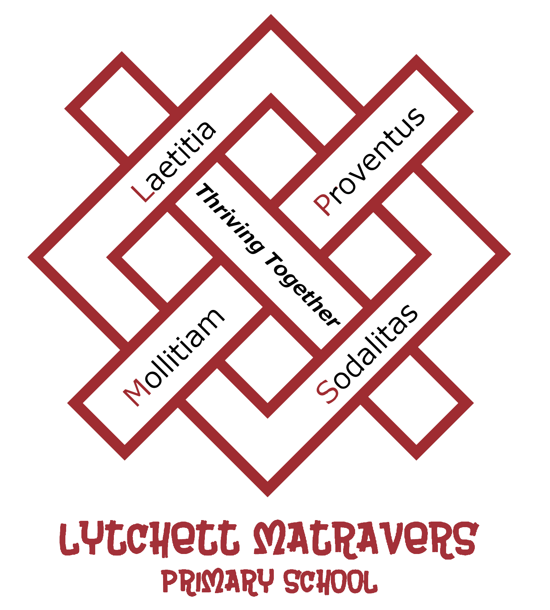 Laetitia
Proventus
Thriving Together
Mollitiam
Sodalitas
LYTCHETT MATRAVERS
PRIMARY SCHOOL